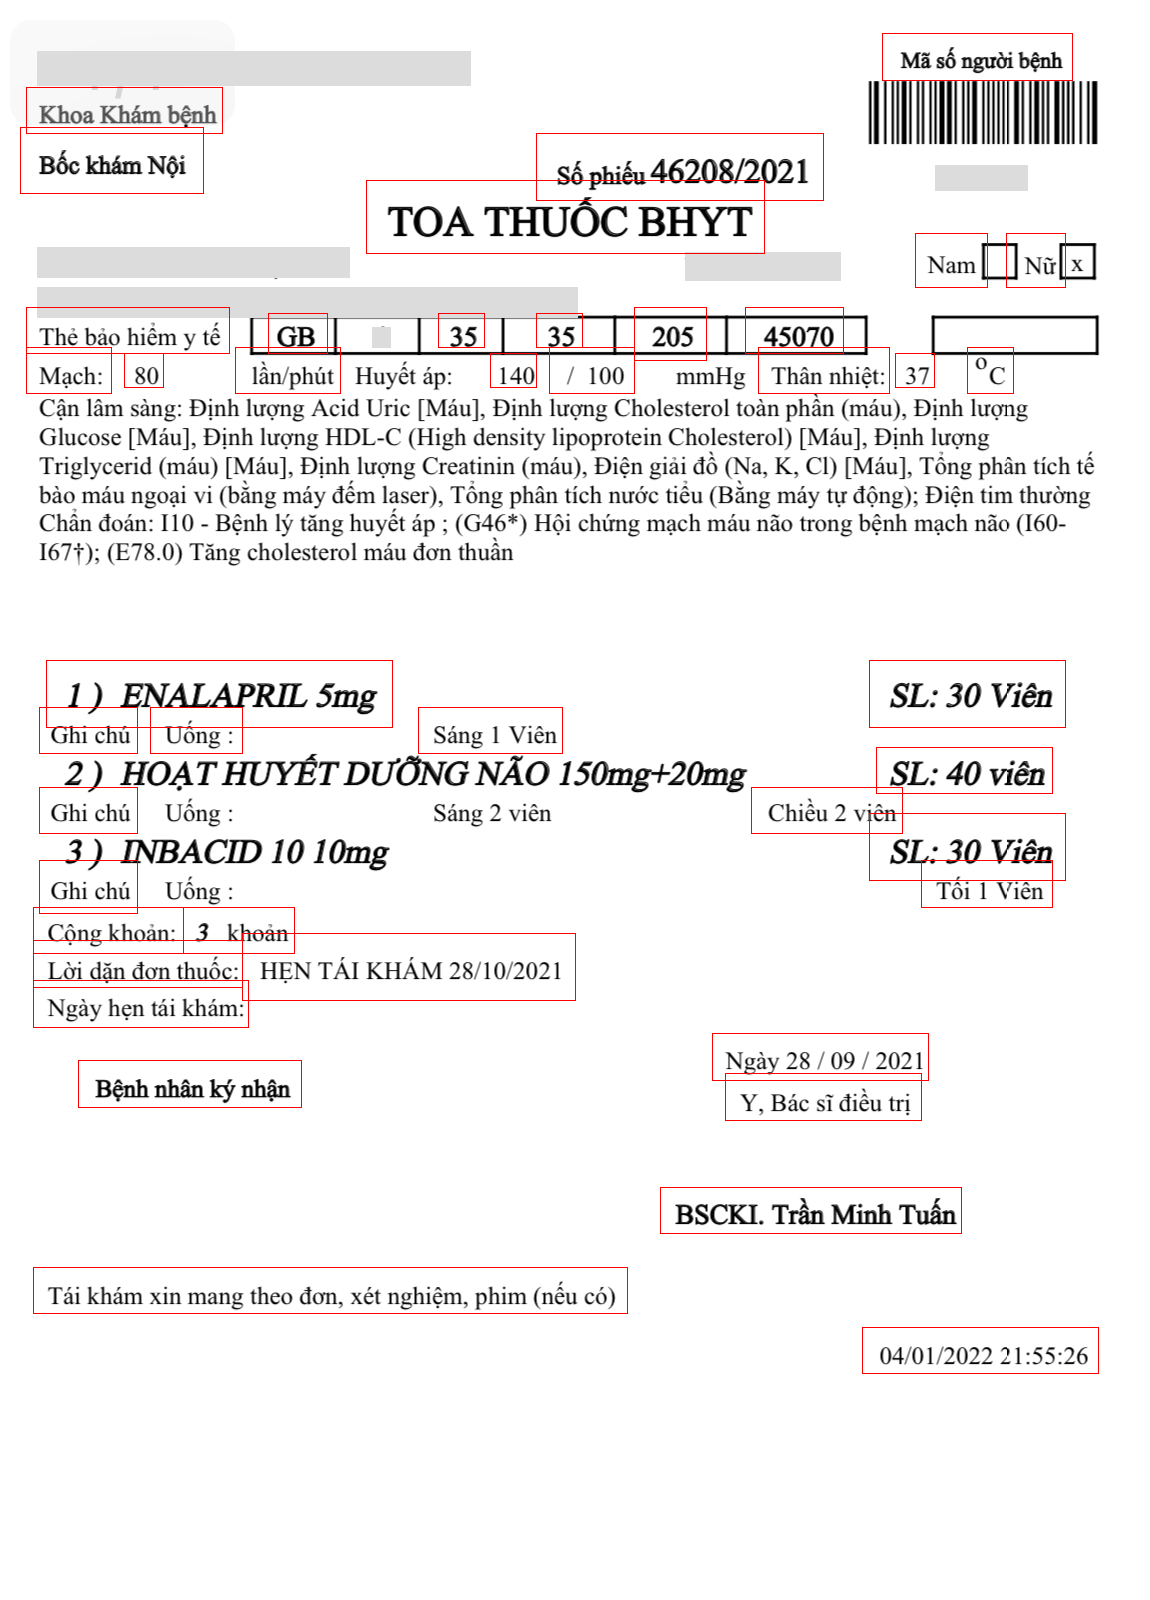 Mã số người bệnh
Khoa Khám bệnh
Bốc khám Nội
Số phiếu 46208/2021
TOA THUỐC BHYT
Nam Nữ x
Thẻ bảo hiểm y tế GB 35 35 205 45070
Mạch: 80 lần/phút Huyết áp: 140 / 100 mmHg Thân nhiệt: 37 ºC
Cận lâm sàng: Định lượng Acid Uric [Máu], Định lượng Cholesterol toàn phần (máu), Định lượng
Glucose [Máu], Định lượng HDL-C (High density lipoprotein Cholesterol) [Máu], Định lượng
Triglycerid (máu) [Máu], Định lượng Creatinin (máu), Điện giải đồ (Na, K, Cl) [Máu], Tổng phân tích tế
bào máu ngoại vi (bằng máy đếm laser), Tổng phân tích nước tiểu (Bằng máy tự động); Điện tim thường
Chẩn đoán: I10 - Bệnh lý tăng huyết áp ; (G46*) Hội chứng mạch máu não trong bệnh mạch não (I60-
I67†); (E78.0) Tăng cholesterol máu đơn thuần
1 ) ENALAPRIL 5mg SL: 30 Viên
Ghi chú Uống : Sáng 1 Viên
2 ) HOẠT HUYẾT DƯỠNG NÃO 150mg+20mg SL: 40 viên
Ghi chú Uống : Sáng 2 viên Chiều 2 viên
3 ) INBACID 10 10mg SL: 30 Viên
Ghi chú Uống : Tối 1 Viên
Cộng khoản: 3 khoản
Lời dặn đơn thuốc: HẸN TÁI KHÁM 28/10/2021
Ngày hẹn tái khám:
Ngày 28 / 09 / 2021
Bệnh nhân ký nhận
Y, Bác sĩ điều trị
BSCKI. Trần Minh Tuấn
Tái khám xin mang theo đơn, xét nghiệm, phim (nếu có)
04/01/2022 21:55:26